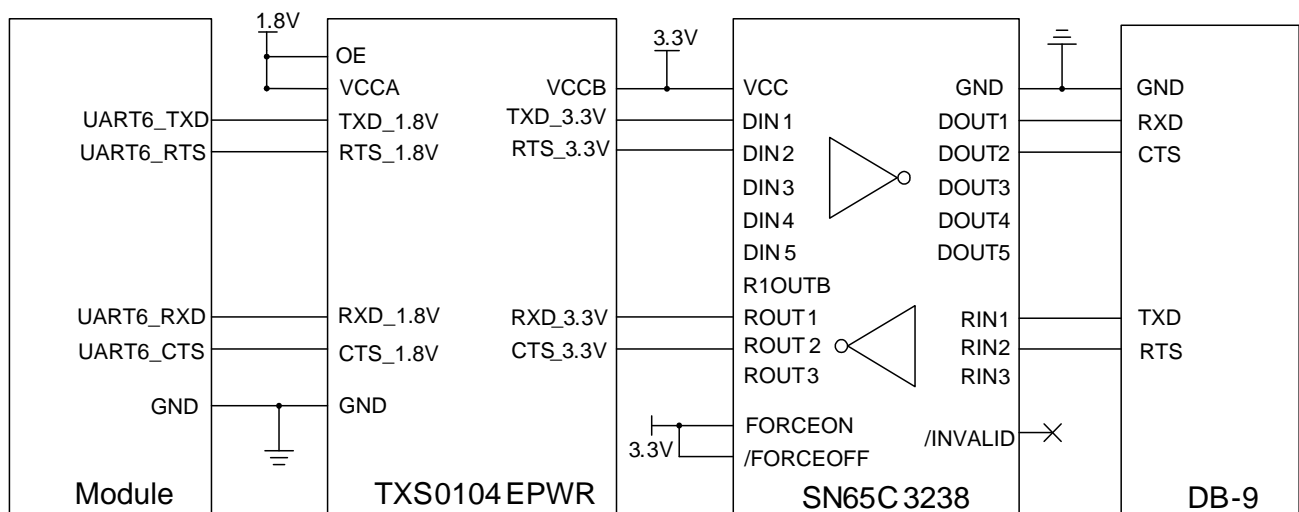 1.8V
OE
VCCA
UART6_TXD
TXD_1.8V
UART6_RTS
RTS_1.8V
UART6_RXD
RXD_1.8V
UART6_CTS
CTS_1.8V
GND
GND
Module
3.3V
VCCB
TXD_3.3V
RTS_3.3V
RXD_3.3V
CTS_3.3V
TXS0104EPWR
VCC
DIN1
DIN2
DIN3
DIN4
DIN5
R1OUTB
ROUT1
ROUT2
ROUT3
FORCEON
3.3V
/FORCEOFF
GND
DOUT1
DOUT2
DOUT3
DOUT4
DOUT5
RIN1
RIN2
RIN3
/INVALID
SN65C3238
GND
RXD
CTS
TXD
RTS
DB-9